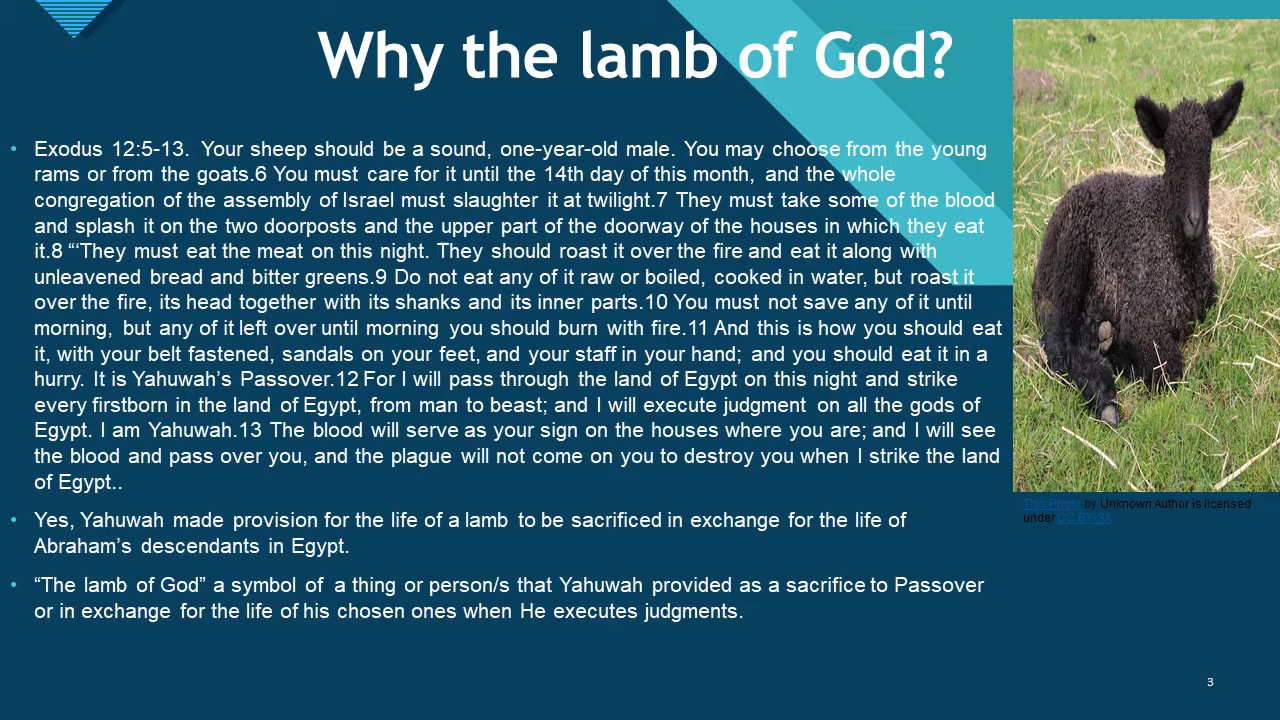 Why the lamb of God?
• Exodus 12:5-13. Your sheep should be a sound, one-year-old male. You may choose from the young
rams or from the goats.6 You must care for it until the 14th day of this month, and the whole
congregation of the assembly of Israel must slaughter it at twilight.7 They must take some of the blood
and splash it on the two doorposts and the upper part of the doorway of the houses in which they eat
it.8 “‘They must eat the meat on this night. They should roast it over the fire and eat it along with
unleavened bread and bitter greens.9 Do not eat any of it raw or boiled, cooked in water, but roast it
over the fire, its head together with its shanks and its inner parts.10 You must not save any of it until
morning, but any of it left over until morning you should burn with fire.11 And this is how you should eat
it, with your belt fastened, sandals on your feet, and your staff in your hand; and you should eat it in a
hurry. It is Yahuwah’s Passover.12 For I will pass through the land of Egypt on this night and strike
every firstborn in the land of Egypt, from man to beast; and I will execute judgment on all the gods of
Egypt. I am Yahuwah.13 The blood will serve as your sign on the houses where you are; and I will see
the blood and pass over you, and the plague will not come on you to destroy you when I strike the land
of Egypt..
• Yes, Yahuwah made provision for the life of a lamb to be sacrificed in exchange for the life of
Abraham’s descendants in Egypt.
• “The lamb of God” a symbol of a thing or person/s that Yahuwah provided as a sacrifice to Passover
or in exchange for the life of his chosen ones when He executes judgments.
This Photo by Unknown Author is licensed
under CC BY-SA
3